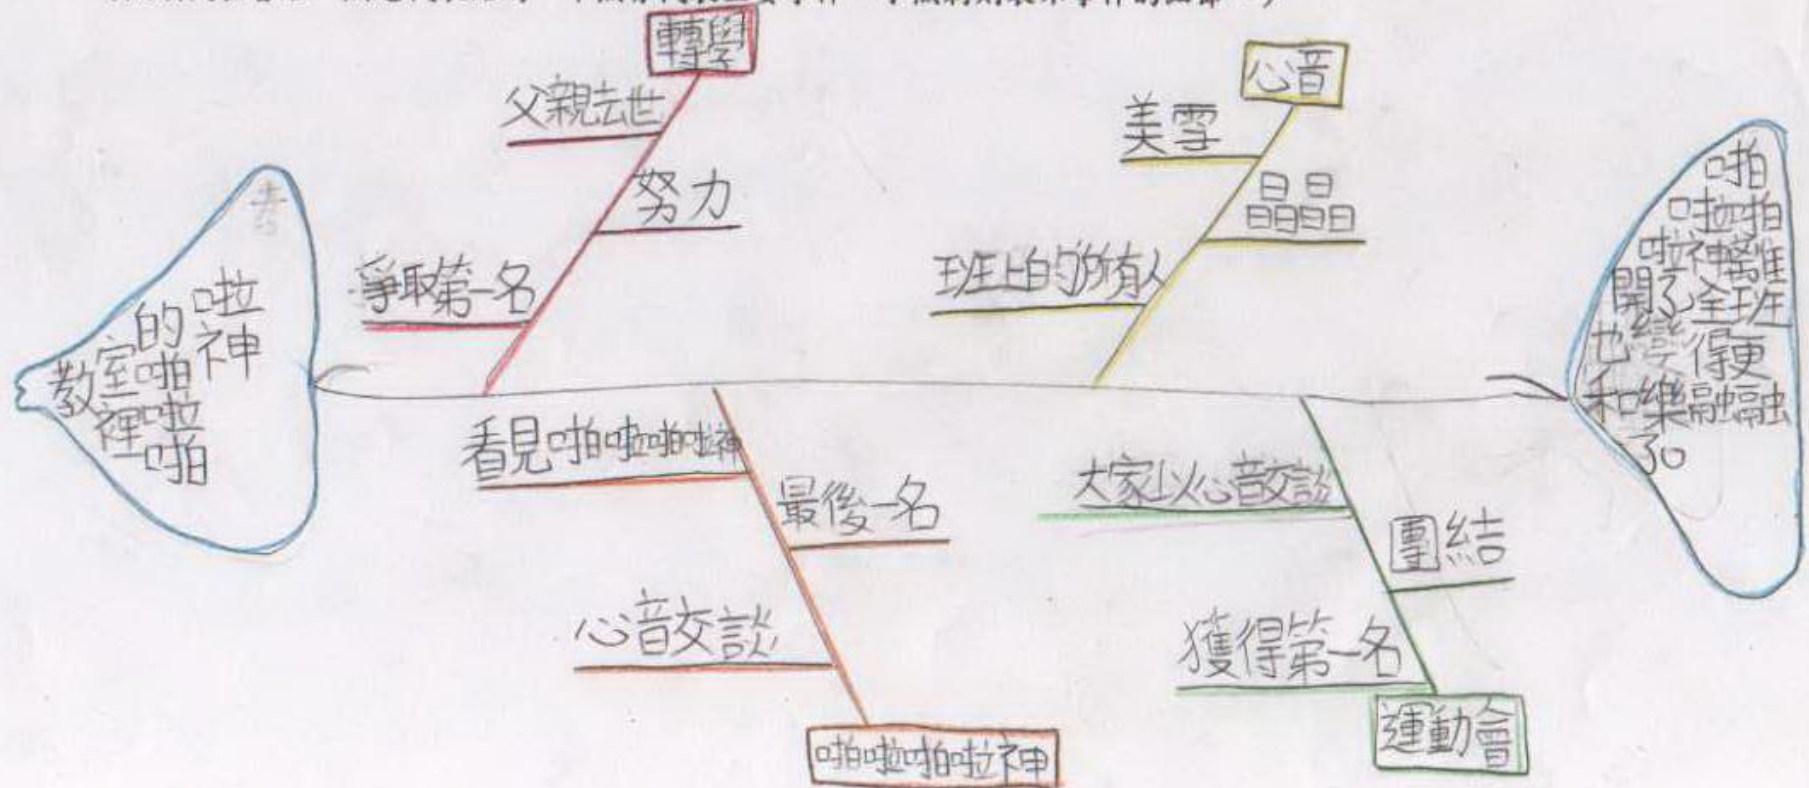 轉學
父親去世
努力
爭取第一名
心音
美雪
晶晶
班上的所有人
教室裡的啪啦啪啦神
看見啪啦啪啦神
最後一名
心音交談
啪啦啪啦神
大家以心音交談
團結
獲得第一名
運動會
啪啦啪啦神離開了全班也變得更和樂融融了。